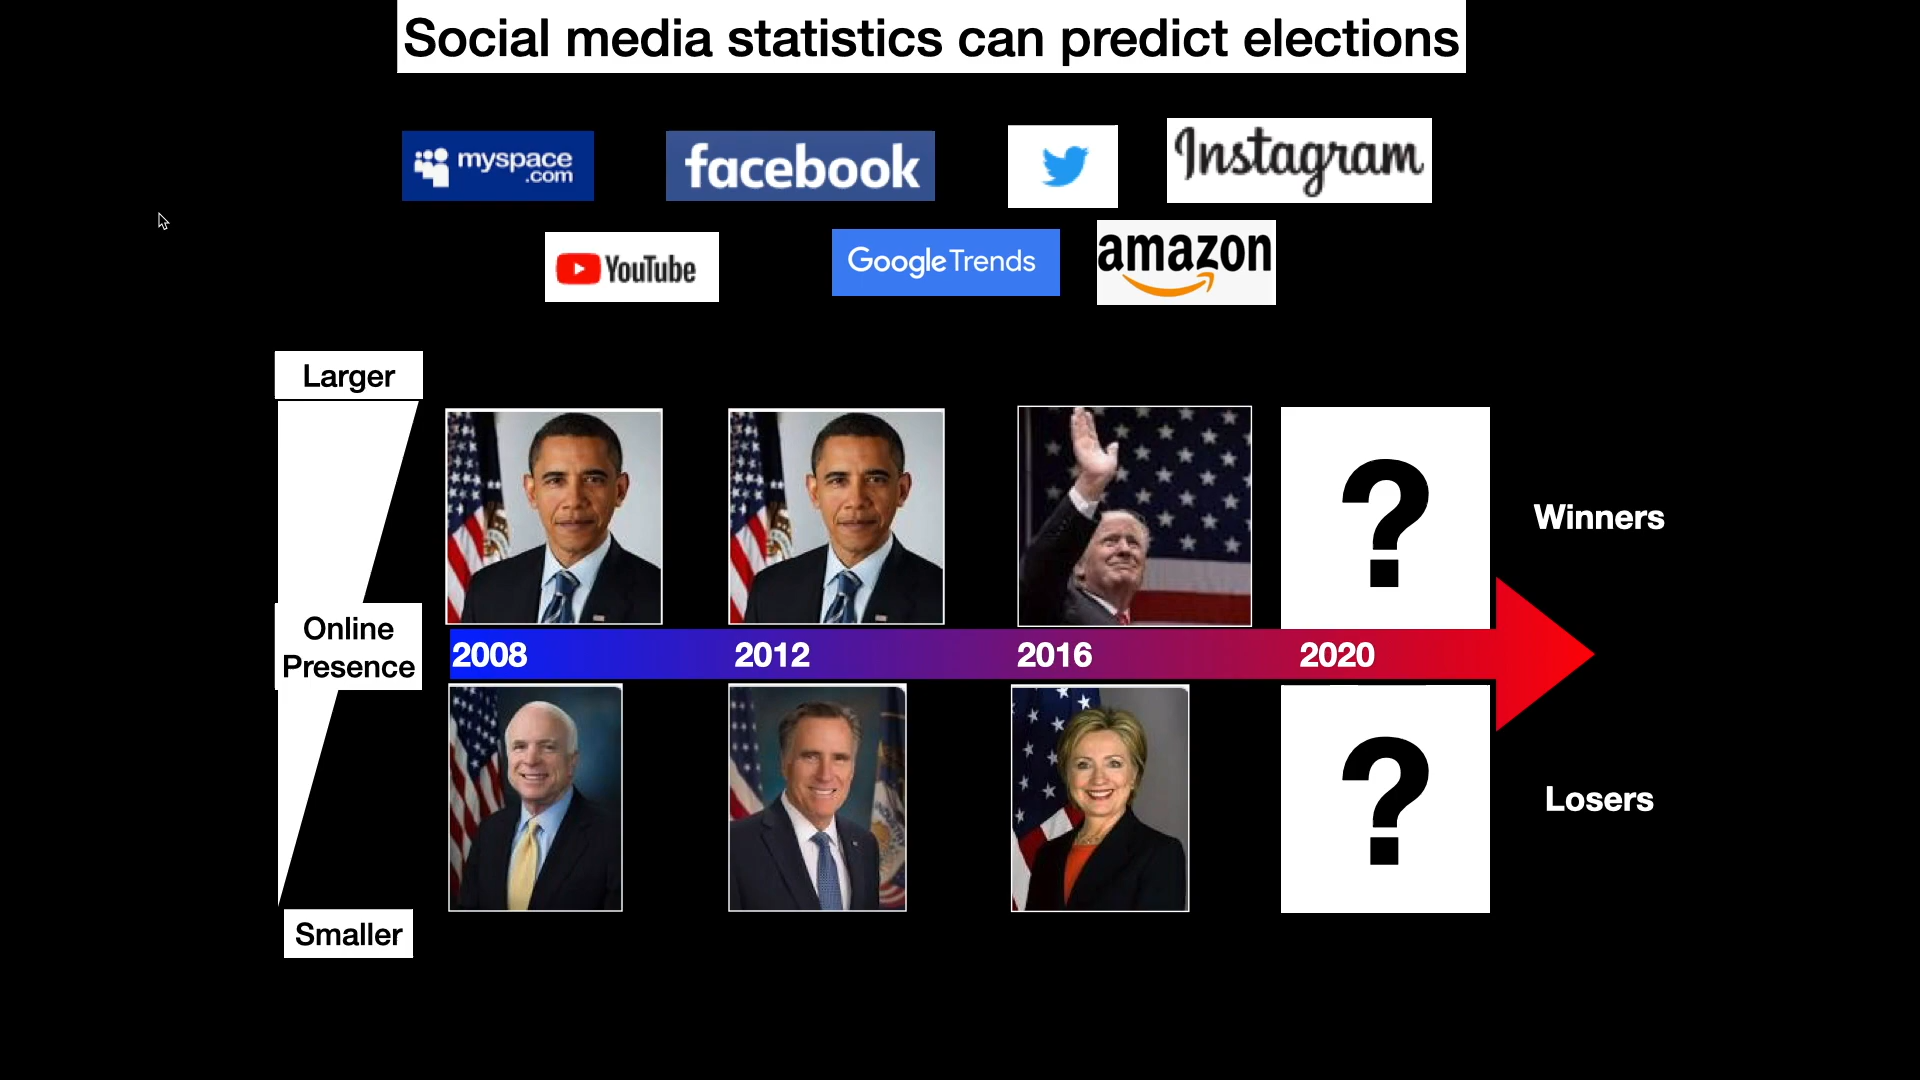 Social media statistics can predict elections
myspace
.com
facebook
Instagram
YouTube
Google Trends
amazon
Larger
?
Winners
Online
Presence
2008
2012
2016
2020
?
Losers
Smaller